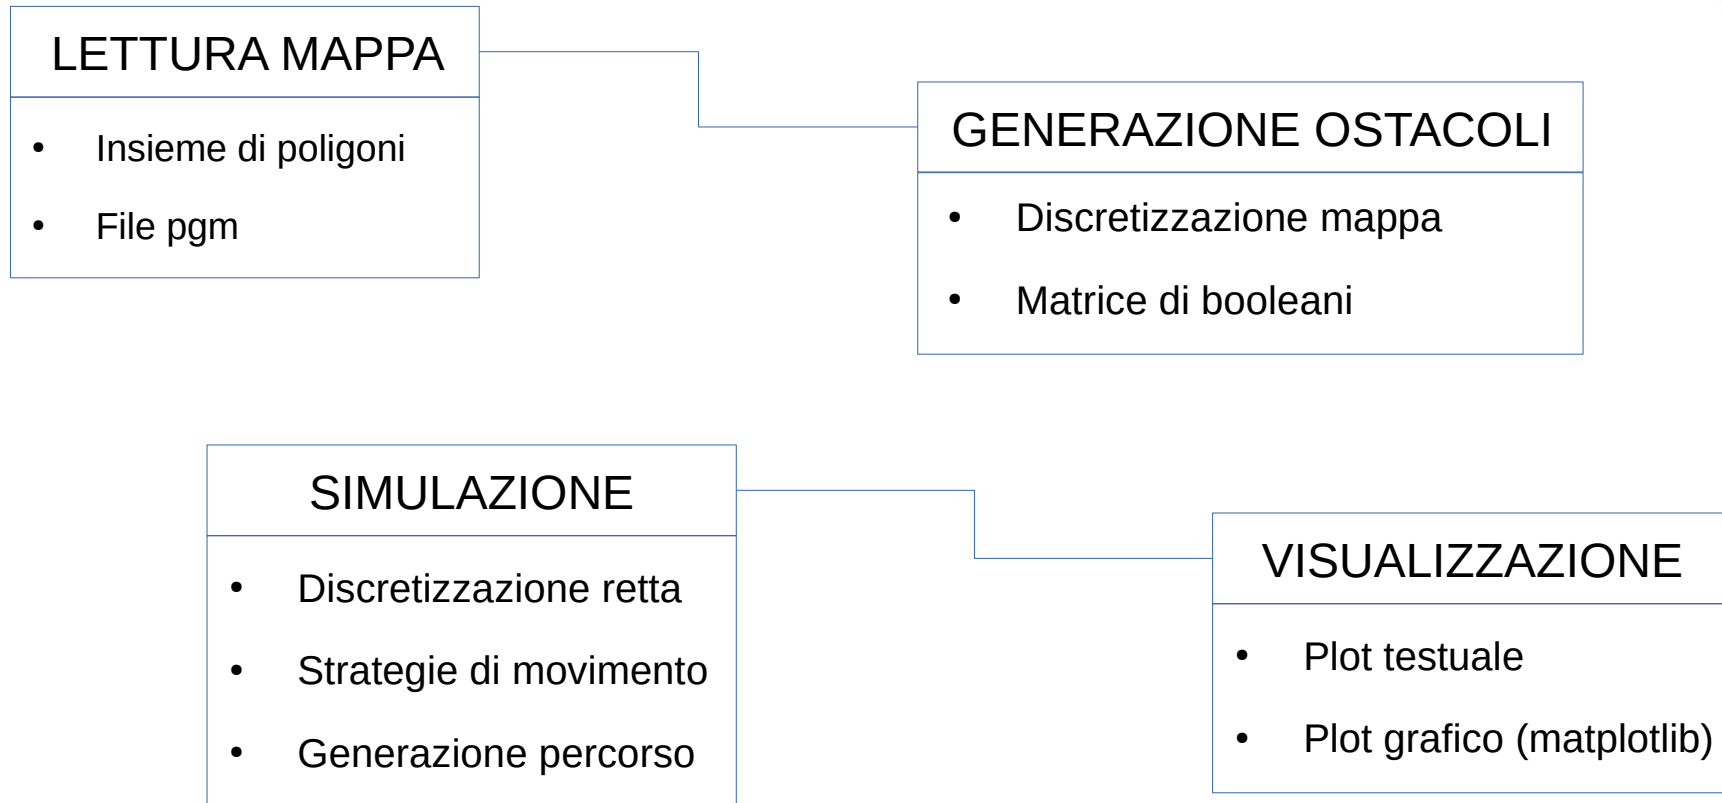 LETTURA MAPPA
• Insieme di poligoni
• File pgm
GENERAZIONE OSTACOLI
• Discretizzazione mappa
• Matrice di booleani
SIMULAZIONE
• Discretizzazione retta
• Strategie di movimento
• Generazione percorso
VISUALIZZAZIONE
• Plot testuale
• Plot grafico (matplotlib)